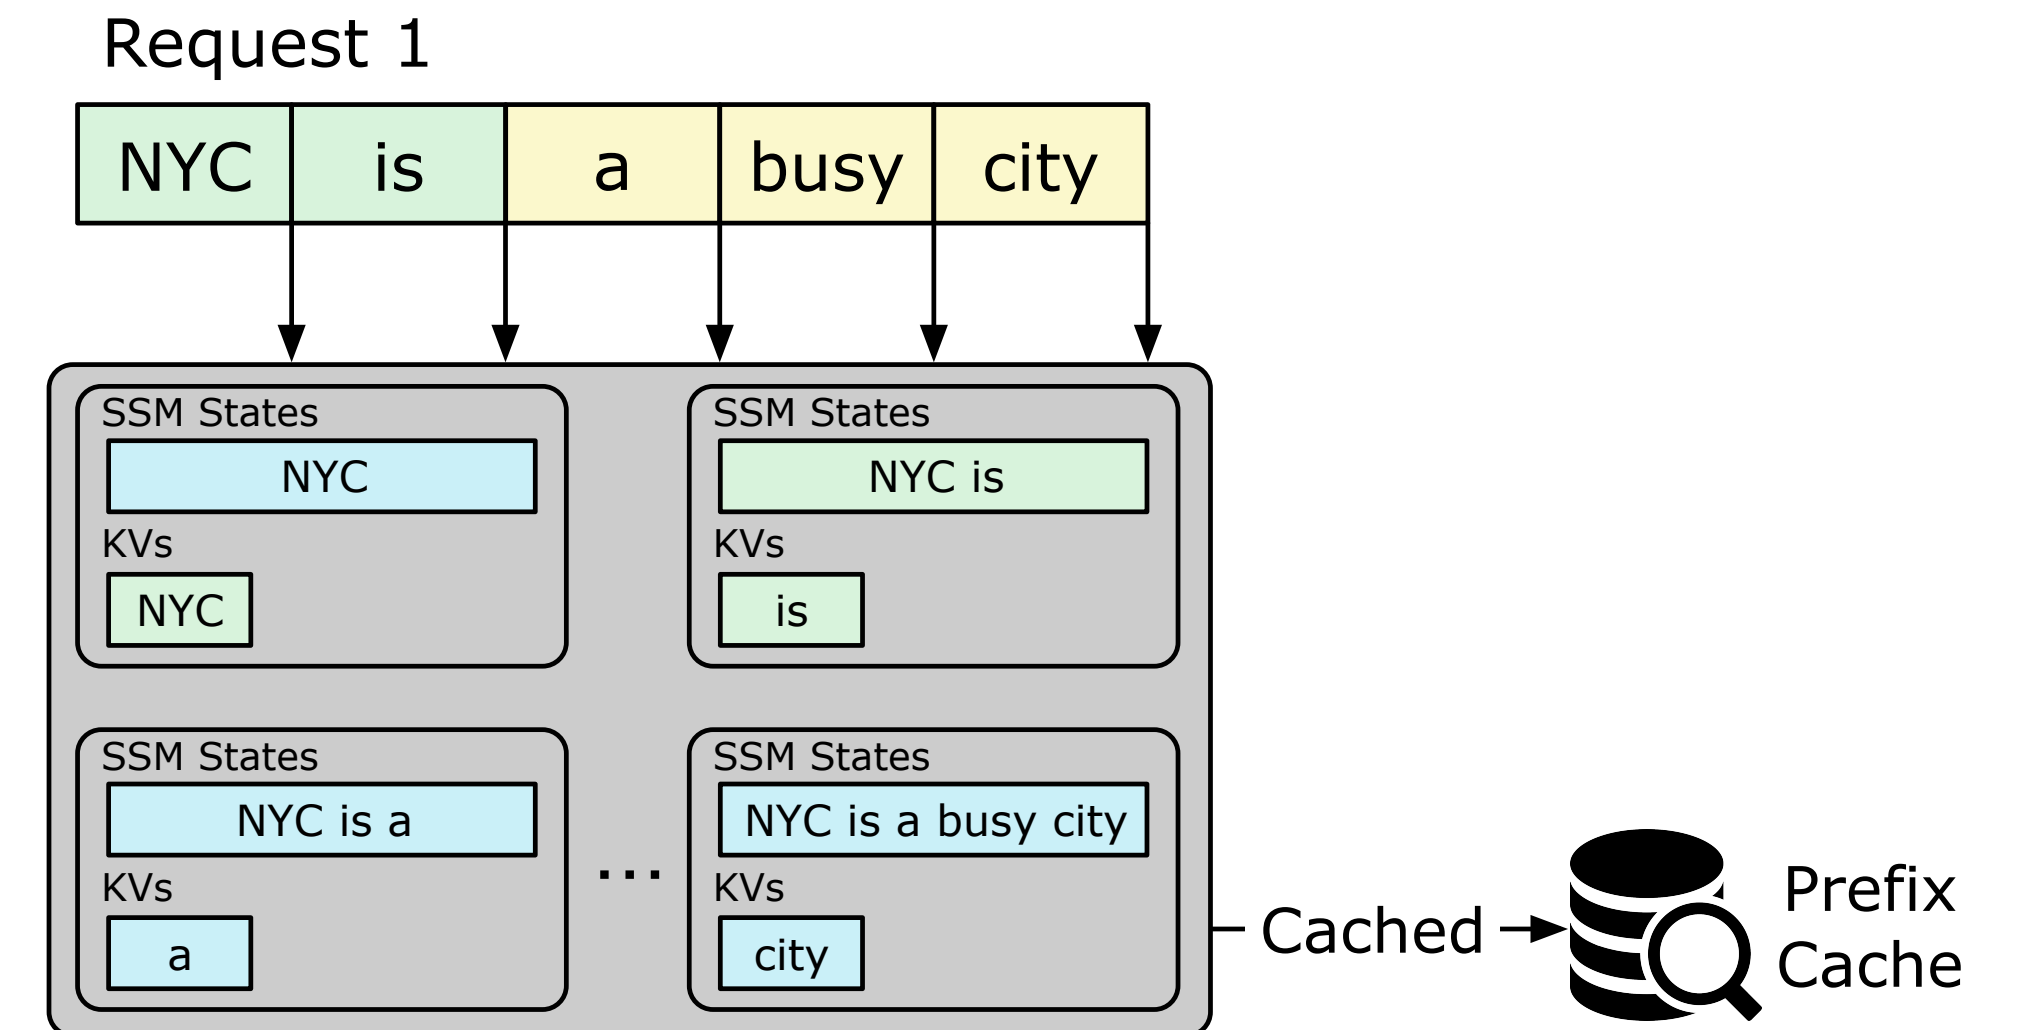 Request 1
NYC is a busy city
SSM States
NYC
KVs
NYC
SSM States
NYC is
KVs
is
SSM States
NYC is a
KVs
a
...
SSM States
NYC is a busy city
KVs
city
Cached
Prefix
Cache